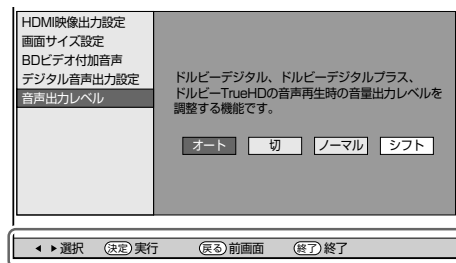 HDMI映像出力設定
画面サイズ設定
BDビデオ付加音声
デジタル音声出力設定
音声出力レベル
ドルビーデジタル、ドルビーデジタルプラス、
ドルビーTrueHDの音声再生時の音量出力レベルを
調整する機能です。
オート 切 ノーマル シフト
選択 決定 実行 戻る 前画面 終了 終了